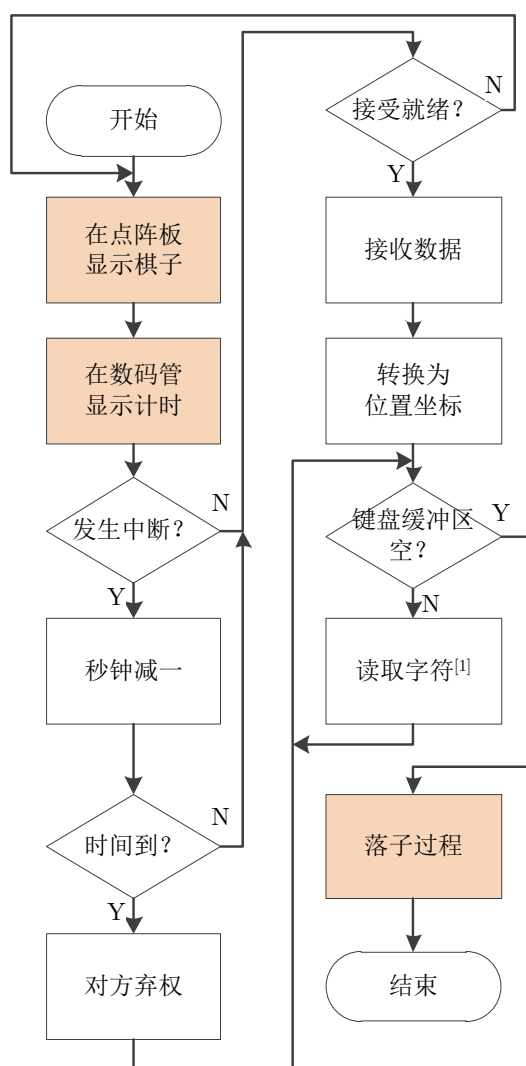 开始
在点阵板
显示棋子
在数码管
显示计时
发生中断？
N
Y
秒钟减一
时间到？
N
Y
对方弃权
接受就绪？
N
Y
接收数据
转换为
位置坐标
键盘缓冲区
空？
Y
N
读取字符[1]
落子过程
结束